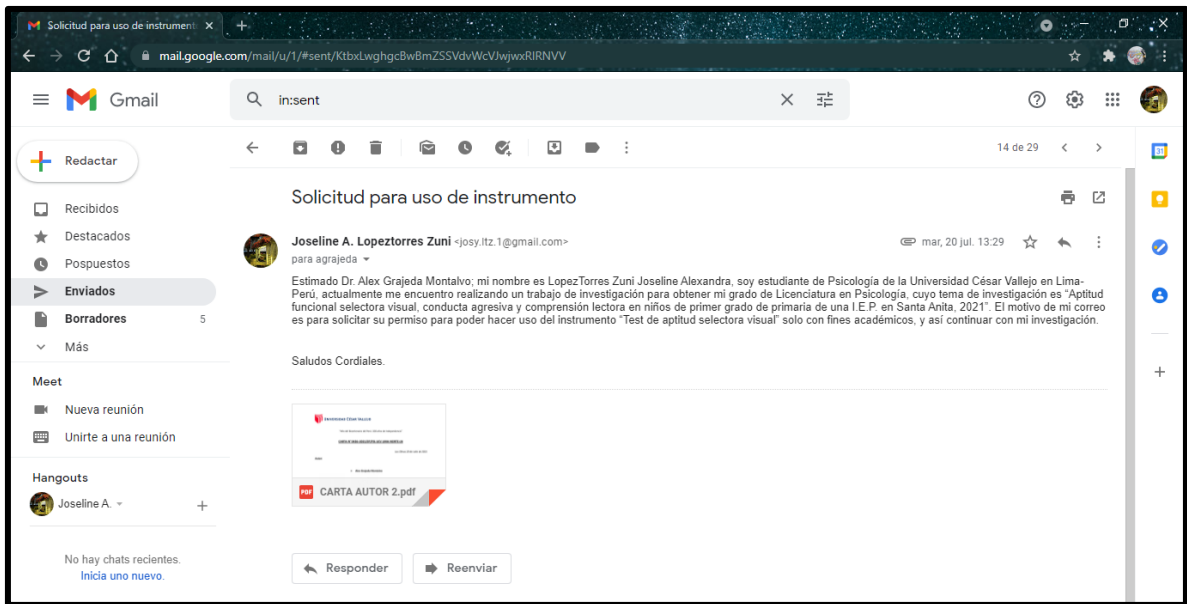 Solicitud para uso de instrument
mail.google.com/mail/u/1/#sent/KtbxLwghgcBwBmZSSVdvWcVJwjwxRlRNVV
Gmail
in:sent
Redactar
14 de 29
Recibidos
Destacados
Pospuestos
Enviados
Borradores 5
Más
Meet
Nueva reunión
Unirte a una reunión
Hangouts
Joseline A.
No hay chats recientes.
Inicia uno nuevo.
Solicitud para uso de instrumento
Joseline A. Lopeztorres Zuni <josy.ltz.1@gmail.com> mar, 20 jul. 13:29
para agrajeda
Estimado Dr. Alex Grajeda Montalvo; mi nombre es LopezTorres Zuni Joseline Alexandra, soy estudiante de Psicología de la Universidad César Vallejo en Lima-
Perú, actualmente me encuentro realizando un trabajo de investigación para obtener mi grado de Licenciatura en Psicología, cuyo tema de investigación es “Aptitud
funcional selectora visual, conducta agresiva y comprensión lectora en niños de primer grado de primaria de una I.E.P. en Santa Anita, 2021”. El motivo de mi correo
es para solicitar su permiso para poder hacer uso del instrumento “Test de aptitud selectora visual” solo con fines académicos, y así continuar con mi investigación.
Saludos Cordiales.
UNIVERSIDAD CÉSAR VALLEJO
PDF CARTA AUTOR 2.pdf
Responder
Reenviar
31